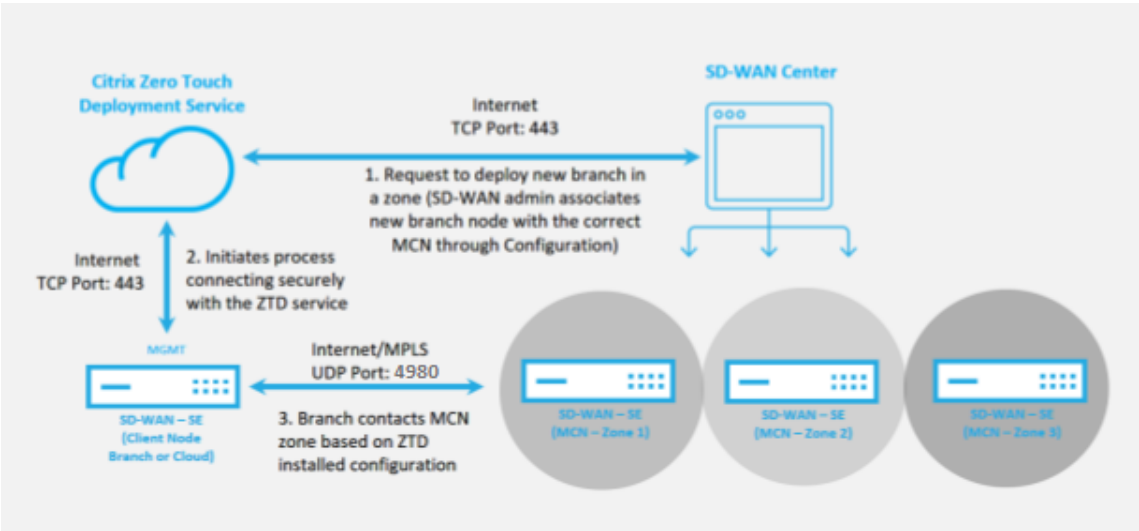 Citrix Zero Touch
Deployment Service
SD-WAN Center
Internet
TCP Port: 443
1. Request to deploy new branch in
a zone (SD-WAN admin associates
new branch node with the correct
MCN through Configuration)
Internet
TCP Port: 443
2. Initiates process
connecting securely
with the ZTD service
MGMT
SD-WAN – SE
(Client Node
Branch or Cloud)
Internet/MPLS
UDP Port: 4980
3. Branch contacts MCN
zone based on ZTD
installed configuration
SD-WAN – SE
(MCN – Zone 1)
SD-WAN – SE
(MCN – Zone 2)
SD-WAN – SE
(MCN – Zone 3)